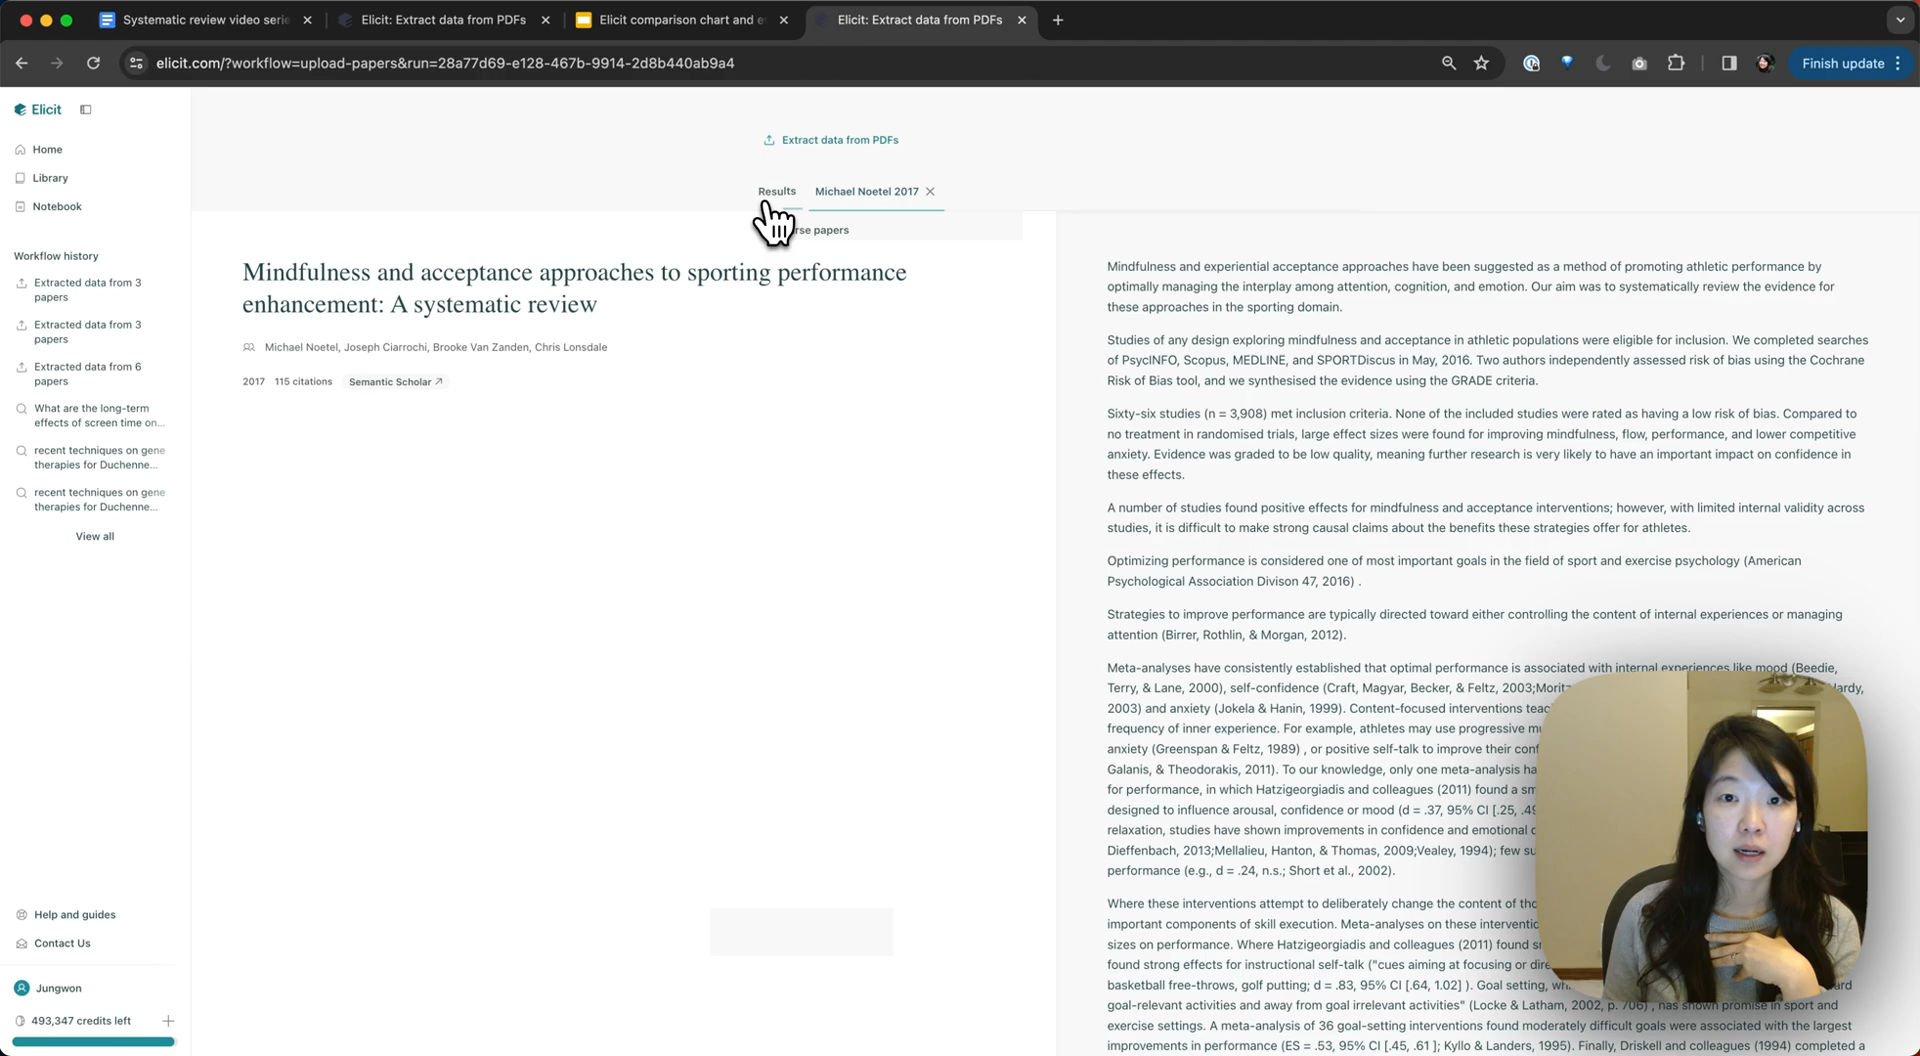 Systematic review video serie
Elicit: Extract data from PDFs
Elicit comparison chart and e
Elicit: Extract data from PDFs
elicit.com/?workflow=upload-papers&run=28a77d69-e128-467b-9914-2d8b440ab9a4
Finish update
Elicit
Home
Library
Notebook
Workflow history
Extracted data from 3
papers
Extracted data from 3
papers
Extracted data from 6
papers
What are the long-term
effects of screen time on...
recent techniques on gene
therapies for Duchenne...
recent techniques on gene
therapies for Duchenne...
View all
Help and guides
Contact Us
Jungwon
493,347 credits left
Extract data from PDFs
Results
Michael Noetel 2017
papers
Mindfulness and acceptance approaches to sporting performance
enhancement: A systematic review
Michael Noetel, Joseph Ciarrochi, Brooke Van Zanden, Chris Lonsdale
2017 115 citations Semantic Scholar
Mindfulness and experiential acceptance approaches have been suggested as a method of promoting athletic performance by
optimally managing the interplay among attention, cognition, and emotion. Our aim was to systematically review the evidence for
these approaches in the sporting domain.
Studies of any design exploring mindfulness and acceptance in athletic populations were eligible for inclusion. We completed searches
of PsycINFO, Scopus, MEDLINE, and SPORTDiscus in May, 2016. Two authors independently assessed risk of bias using the Cochrane
Risk of Bias tool, and we synthesised the evidence using the GRADE criteria.
Sixty-six studies (n = 3,908) met inclusion criteria. None of the included studies were rated as having a low risk of bias. Compared to
no treatment in randomised trials, large effect sizes were found for improving mindfulness, flow, performance, and lower competitive
anxiety. Evidence was graded to be low quality, meaning further research is very likely to have an important impact on confidence in
these effects.
A number of studies found positive effects for mindfulness and acceptance interventions; however, with limited internal validity across
studies, it is difficult to make strong causal claims about the benefits these strategies offer for athletes.
Optimizing performance is considered one of most important goals in the field of sport and exercise psychology (American
Psychological Association Divison 47, 2016) .
Strategies to improve performance are typically directed toward either controlling the content of internal experiences or managing
attention (Birrer, Rothlin, & Morgan, 2012).
Meta-analyses have consistently established that optimal performance is associated with internal experiences like mood (Beedie,
Terry, & Lane, 2000), self-confidence (Craft, Magyar, Becker, & Feltz, 2003;Moritz
2003) and anxiety (Jokela & Hanin, 1999). Content-focused interventions
frequency of inner experience. For example, athletes may use progressive
anxiety (Greenspan & Feltz, 1989) , or positive self-talk to improve their
Galanis, & Theodorakis, 2011). To our knowledge, only one meta-analysis
for performance, in which Hatzigeorgiadis and colleagues (2011) found a
designed to influence arousal, confidence or mood (d = .37, 95% CI [.25,
relaxation, studies have shown improvements in confidence and emotional
Dieffenbach, 2013;Mellalieu, Hanton, & Thomas, 2009;Vealey, 1994); few
performance (e.g., d = .24, n.s.; Short et al., 2002).
Where these interventions attempt to deliberately change the content of
important components of skill execution. Meta-analyses on these
sizes on performance. Where Hatzigeorgiadis and colleagues (2011) found
found strong effects for instructional self-talk ("cues aiming at focusing or
basketball free-throws, golf putting; d = .83, 95% CI [.64, 1.02] ). Goal setting,
goal-relevant activities and away from goal irrelevant activities" (Locke & Latham, 2002, p. 706) , has shown promise in sport and
exercise settings. A meta-analysis of 36 goal-setting interventions found moderately difficult goals were associated with the largest
improvements in performance (ES = .53, 95% CI [.45, .61 ]; Kyllo & Landers, 1995). Finally, Driskell and colleagues (1994) completed a